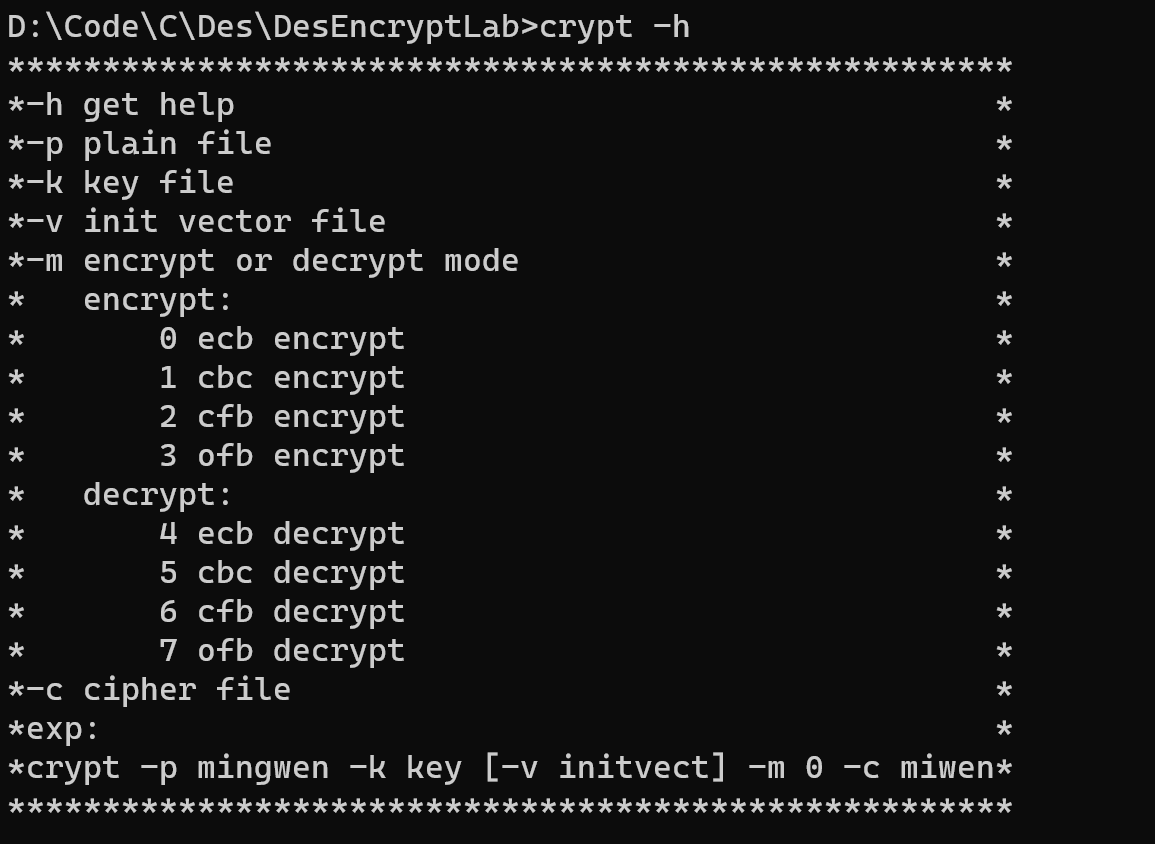 D:\Code\C\Des\DesEncryptLab>crypt -h
*****************************************************
*-h get help                                        *
*-p plain file                                      *
*-k key file                                        *
*-v init vector file                                *
*-m encrypt or decrypt mode                         *
*   encrypt:                                        *
*       0 ecb encrypt                               *
*       1 cbc encrypt                               *
*       2 cfb encrypt                               *
*       3 ofb encrypt                               *
*   decrypt:                                        *
*       4 ecb decrypt                               *
*       5 cbc decrypt                               *
*       6 cfb decrypt                               *
*       7 ofb decrypt                               *
*-c cipher file                                     *
*exp:                                               *
*crypt -p mingwen -k key [-v initvect] -m 0 -c miwen*
*****************************************************